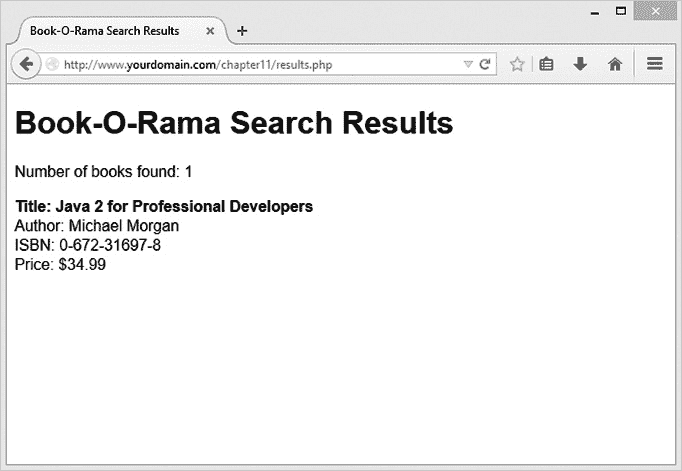 Book-O-Rama Search Results
http://www.yourdomain.com/chapter11/results.php
Book-O-Rama Search Results
Number of books found: 1
Title: Java 2 for Professional Developers
Author: Michael Morgan
ISBN: 0-672-31697-8
Price: $34.99